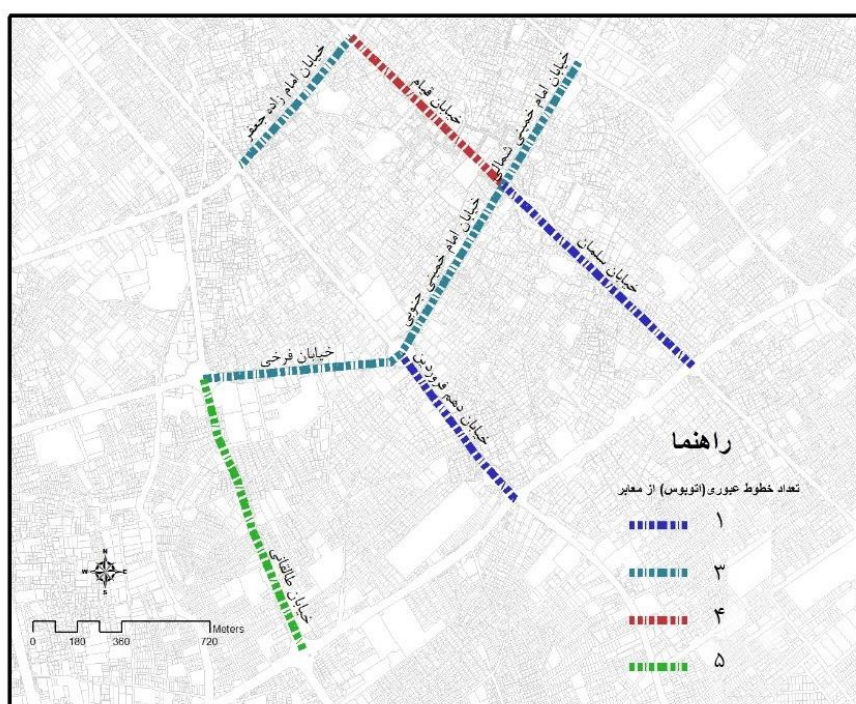 خیابان امام زاده جعفر
خیابان قیام
خیابان امام خمینی شمالی
خیابان امام خمینی جنوبی
خیابان سلمان
خیابان فرخی
خیابان دهم فروردین
خیابان طالقانی
راهنما
تعداد خطوط عبوری(اتوبوس) از معابر
۱
۳
۴
۵
N
W E
S
Meters
0 180 360 720